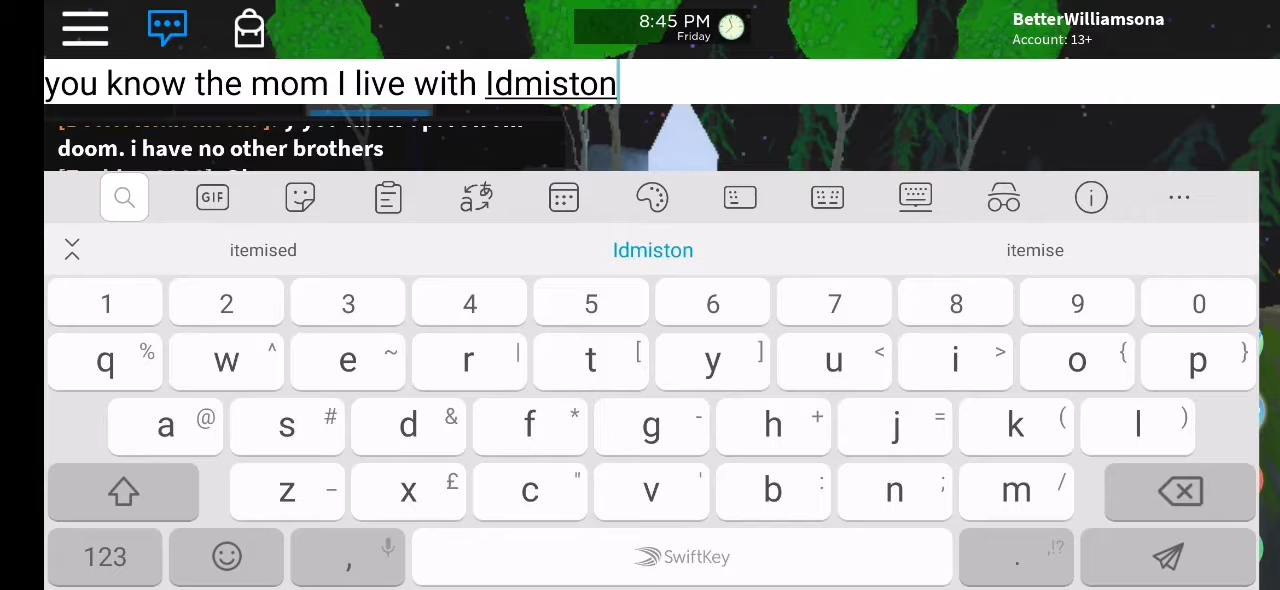 8:45 PM
Friday
BetterWilliamsona
Account: 13+
you know the mom I live with Idmiston
doom. i have no other brothers
GIF
itemised Idmiston itemise
1 2 3 4 5 6 7 8 9 0
q % w ^ e ~ r | t [ y ] u < i > o { p }
a @ s # d & f * g - h + j = k ( l )
z _ x £ c " v ' b : n ; m /
123 , SwiftKey . ,!?